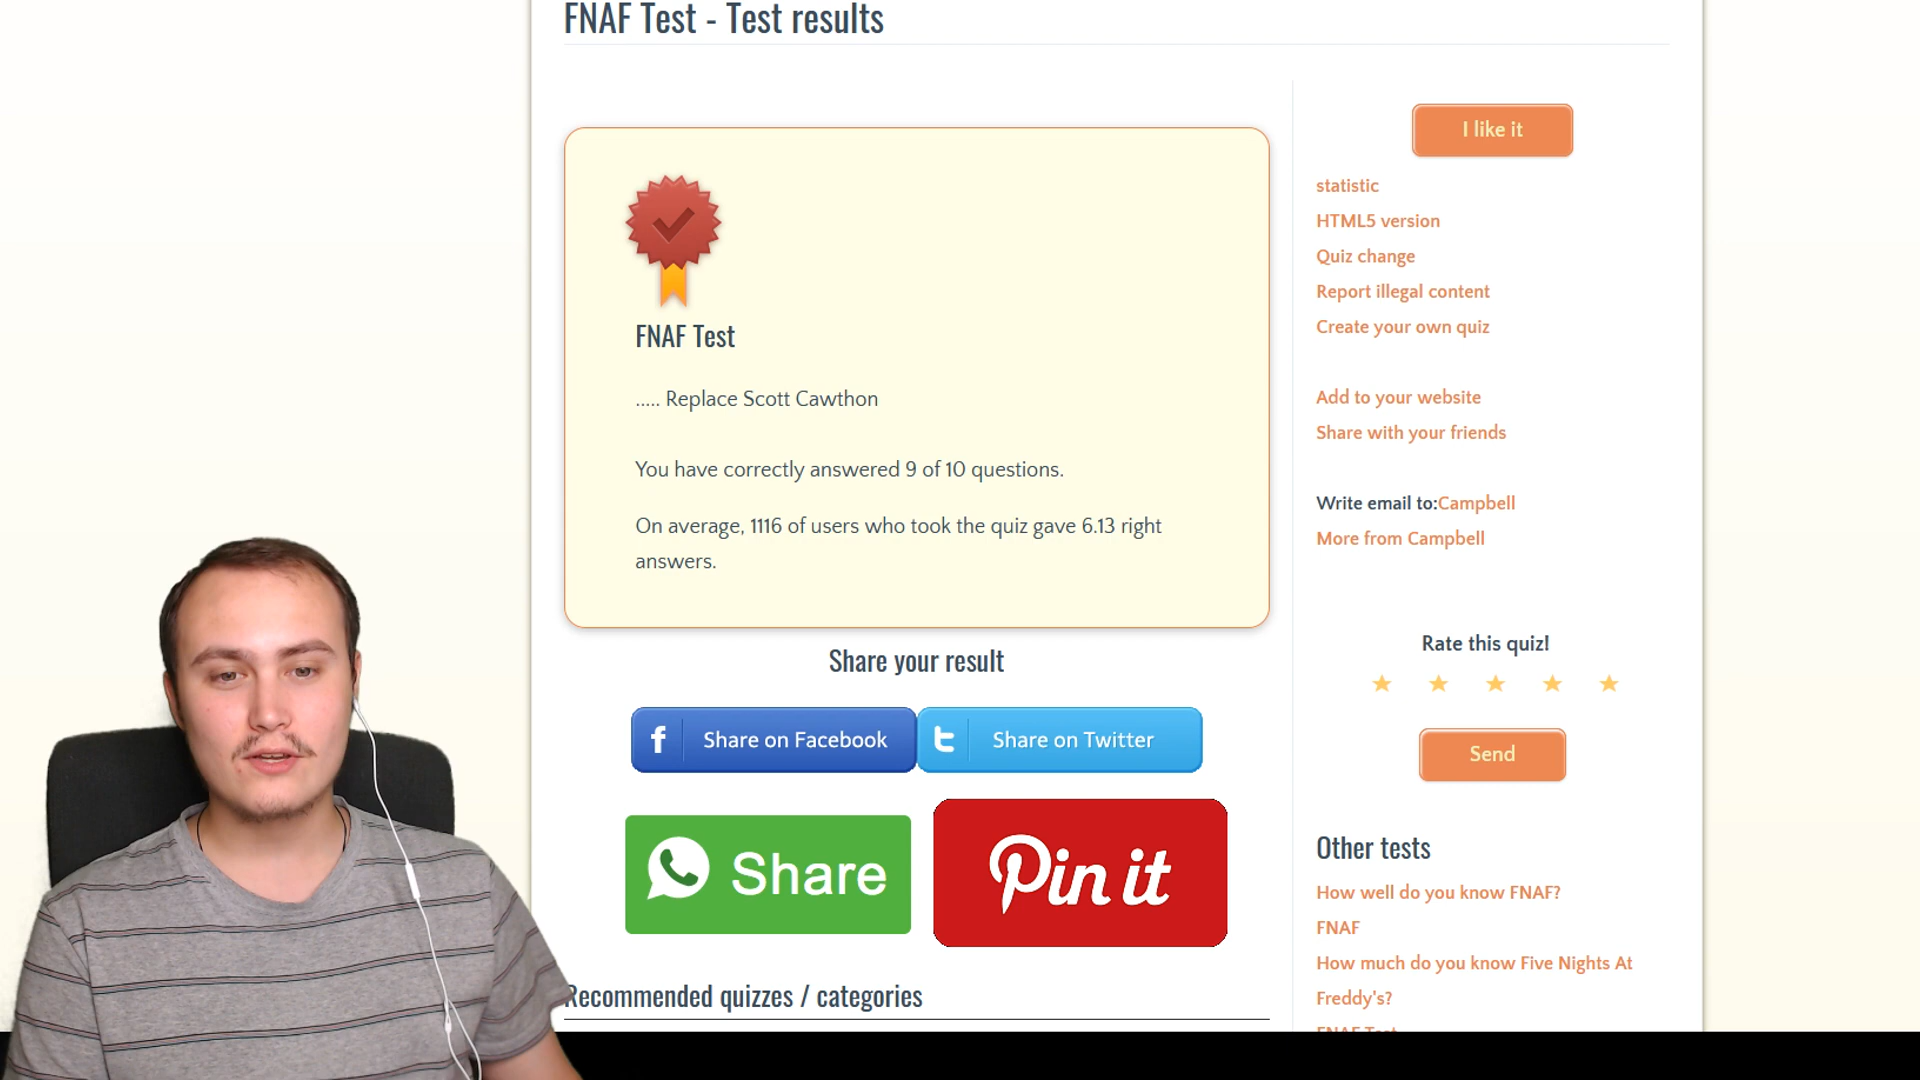 FNAF Test - Test results
FNAF Test
..... Replace Scott Cawthon
You have correctly answered 9 of 10 questions.
On average, 1116 of users who took the quiz gave 6.13 right
answers.
Share your result
f Share on Facebook
t Share on Twitter
Share
Pin it
Recommended quizzes / categories
I like it
statistic
HTML5 version
Quiz change
Report illegal content
Create your own quiz
Add to your website
Share with your friends
Write email to:Campbell
More from Campbell
Rate this quiz!
Send
Other tests
How well do you know FNAF?
FNAF
How much do you know Five Nights At
Freddy's?
FNAF Test